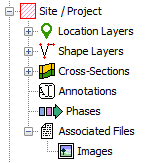 Site / Project
Location Layers
Shape Layers
Cross-Sections
Annotations
Phases
Associated Files
Images